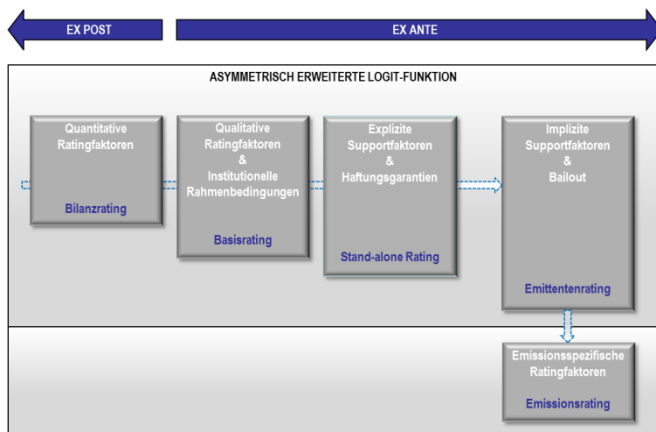 EX POST
EX ANTE
ASYMMETRISCH ERWEITERTE LOGIT-FUNKTION
Quantitative
Ratingfaktoren
Bilanzrating
Qualitative
Ratingfaktoren
&
Institutionelle
Rahmenbedingungen
Basisrating
Explizite
Supportfaktoren
&
Haftungsgarantien
Stand-alone Rating
Implizite
Supportfaktoren
&
Bailout
Emittentenrating
Emissionsspezifische
Ratingfaktoren
Emissionsrating